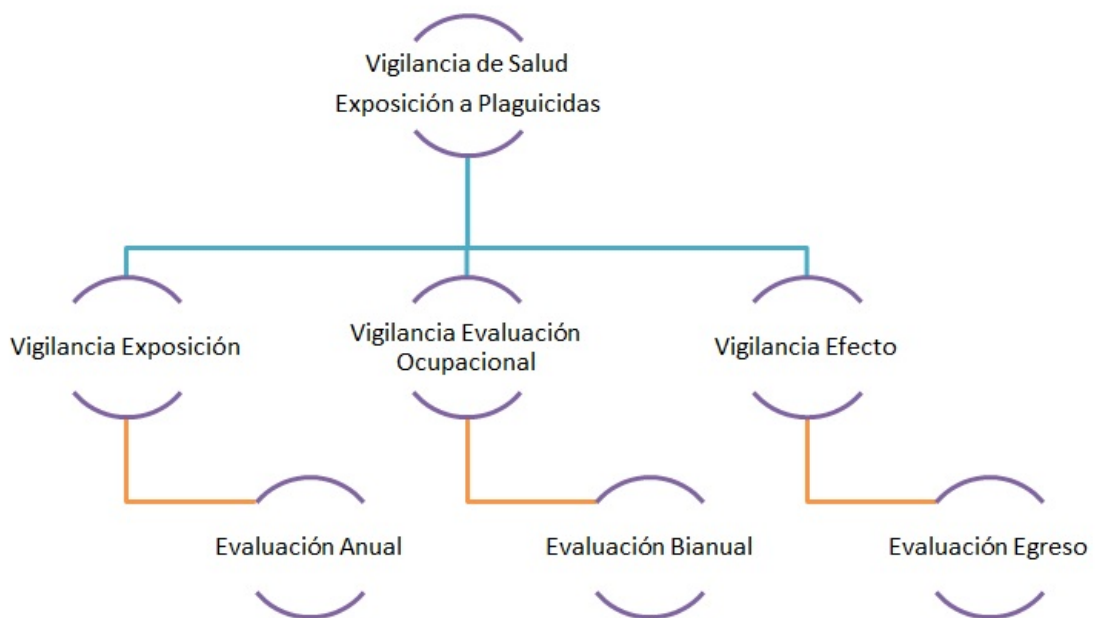 Vigilancia de Salud
Exposición a Plaguicidas
Vigilancia Exposición
Vigilancia Evaluación
Ocupacional
Vigilancia Efecto
Evaluación Anual
Evaluación Bianual
Evaluación Egreso